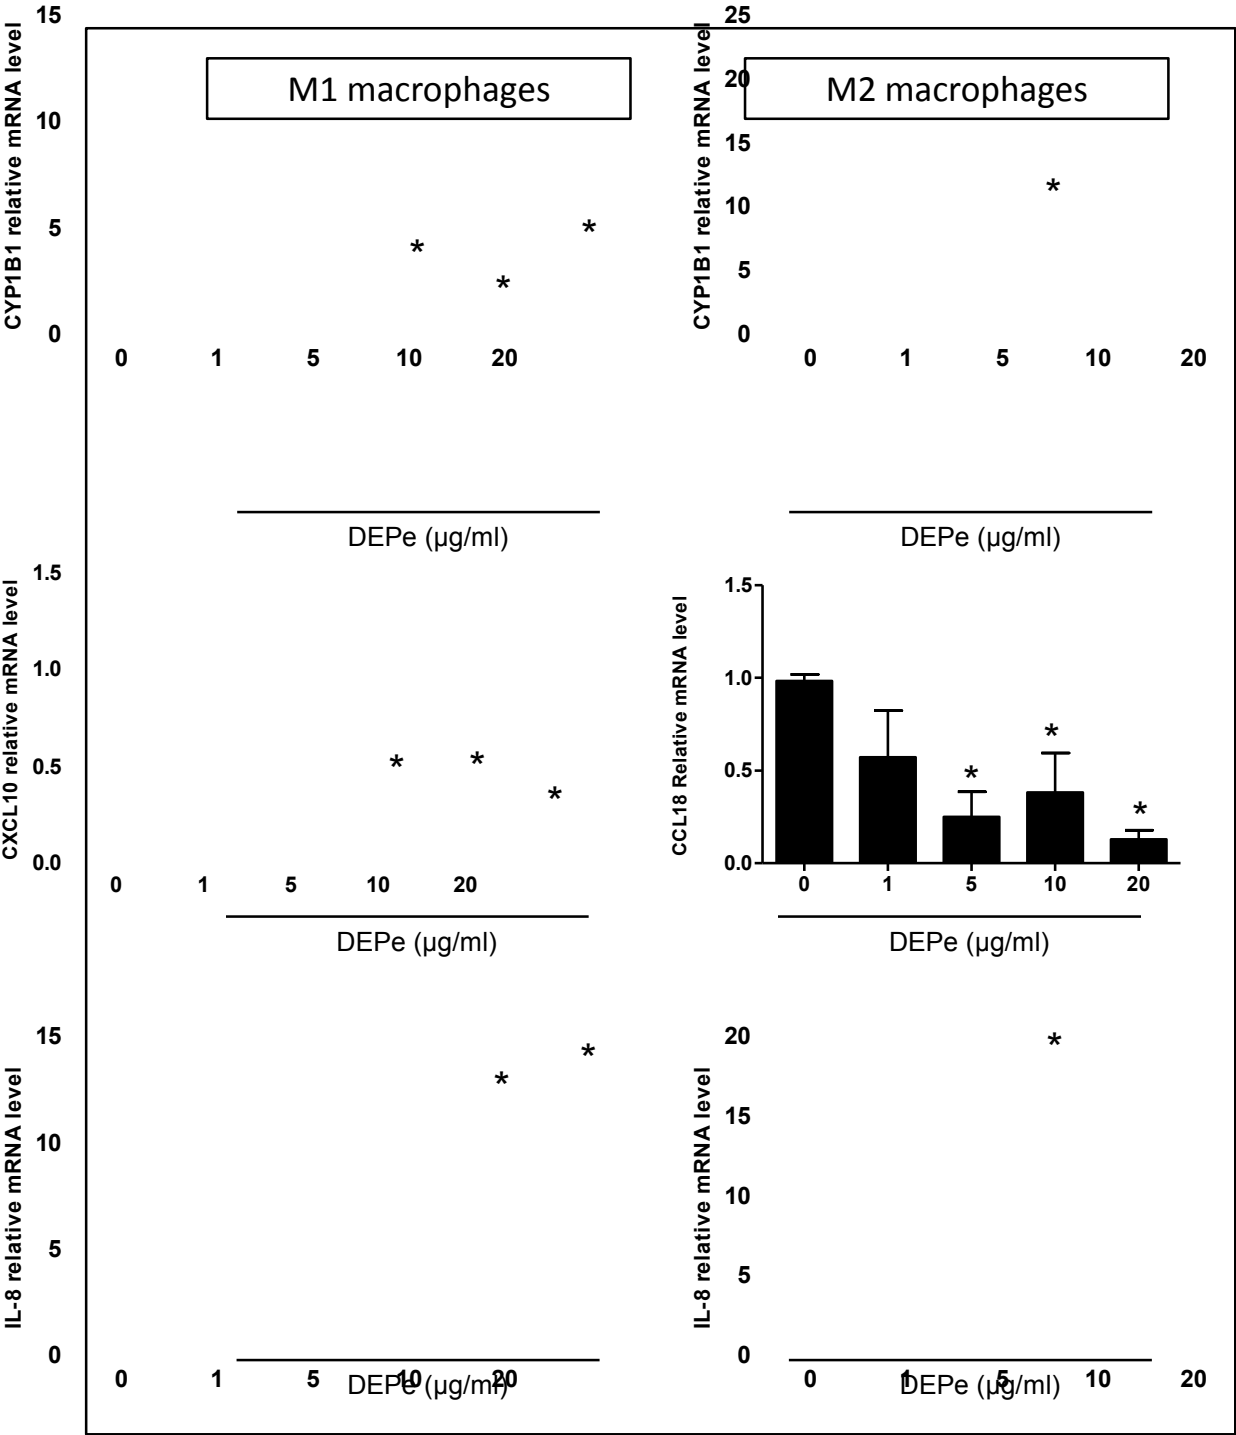 M1 macrophages
M2 macrophages
CYP1B1 relative mRNA level
15
10
5
0
*
*
*
0 1 5 10 20
DEPe (µg/ml)
CYP1B1 relative mRNA level
25
20
15
10
5
0
*
0 1 5 10 20
DEPe (µg/ml)
CXCL10 relative mRNA level
1.5
1.0
0.5
0.0
*
*
*
0 1 5 10 20
DEPe (µg/ml)
CCL18 Relative mRNA level
1.5
1.0
0.5
0.0
*
*
*
0 1 5 10 20
DEPe (µg/ml)
IL-8 relative mRNA level
15
10
5
0
*
*
0 1 5 10 20
DEPe (µg/ml)
IL-8 relative mRNA level
20
15
10
5
0
*
0 1 5 10 20
DEPe (µg/ml)